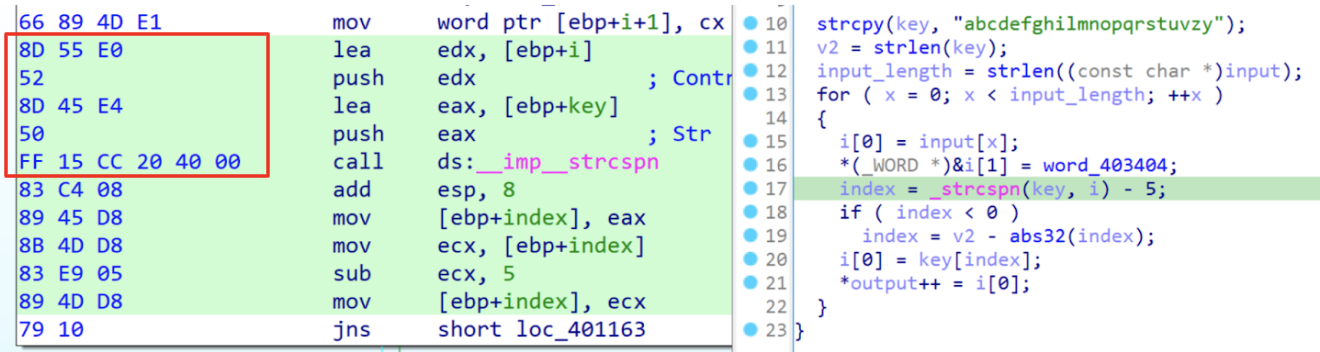 66 89 4D E1 mov word ptr [ebp+i+1], cx
8D 55 E0 lea edx, [ebp+i]
52 push edx ; Contr
8D 45 E4 lea eax, [ebp+key]
50 push eax ; Str
FF 15 CC 20 40 00 call ds:__imp__strcspn
83 C4 08 add esp, 8
89 45 D8 mov [ebp+index], eax
8B 4D D8 mov ecx, [ebp+index]
83 E9 05 sub ecx, 5
89 4D D8 mov [ebp+index], ecx
79 10 jns short loc_401163
10 strcpy(key, "abcdefghilmnopqrstuvzy");
11 v2 = strlen(key);
12 input_length = strlen((const char *)input);
13 for ( x = 0; x < input_length; ++x )
14 {
15 i[0] = input[x];
16 *(_WORD *)&i[1] = word_403404;
17 index = _strcspn(key, i) - 5;
18 if ( index < 0 )
19 index = v2 - abs32(index);
20 i[0] = key[index];
21 *output++ = i[0];
22 }
23 }